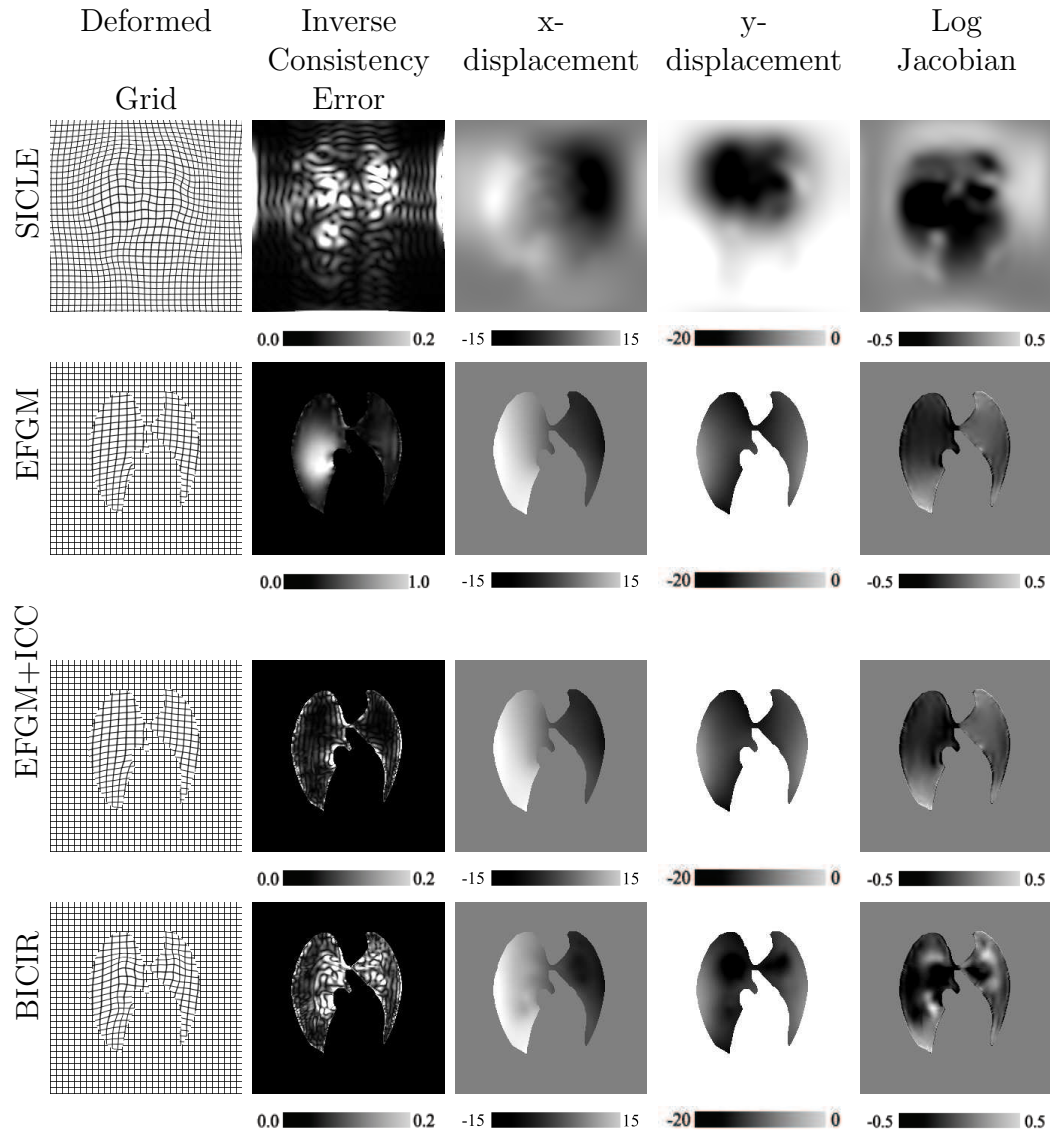 Deformed
Grid
Inverse
Consistency
Error
x-
displacement
y-
displacement
Log
Jacobian
SICLE
0.0 0.2
-15 15
-20 0
-0.5 0.5
EFGM
0.0 1.0
-15 15
-20 0
-0.5 0.5
EFGM+ICC
0.0 0.2
-15 15
-20 0
-0.5 0.5
BICIR
0.0 0.2
-15 15
-20 0
-0.5 0.5